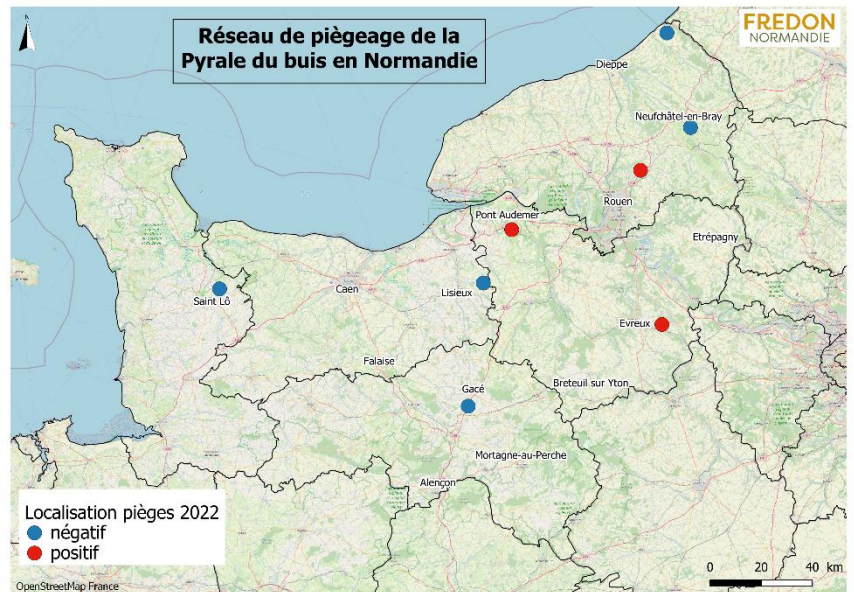 Réseau de piégeage de la
Pyrale du buis en Normandie
FREDON
NORMANDIE
Dieppe
Neufchâtel-en-Bray
Rouen
Pont Audemer
Etrépagny
Saint Lô
Caen
Lisieux
Evreux
Falaise
Gacé
Breteuil sur Yton
Mortagne-au-Perche
Alençon
Localisation pièges 2022
négatif
positif
0 20 40 km
OpenStreetMap France